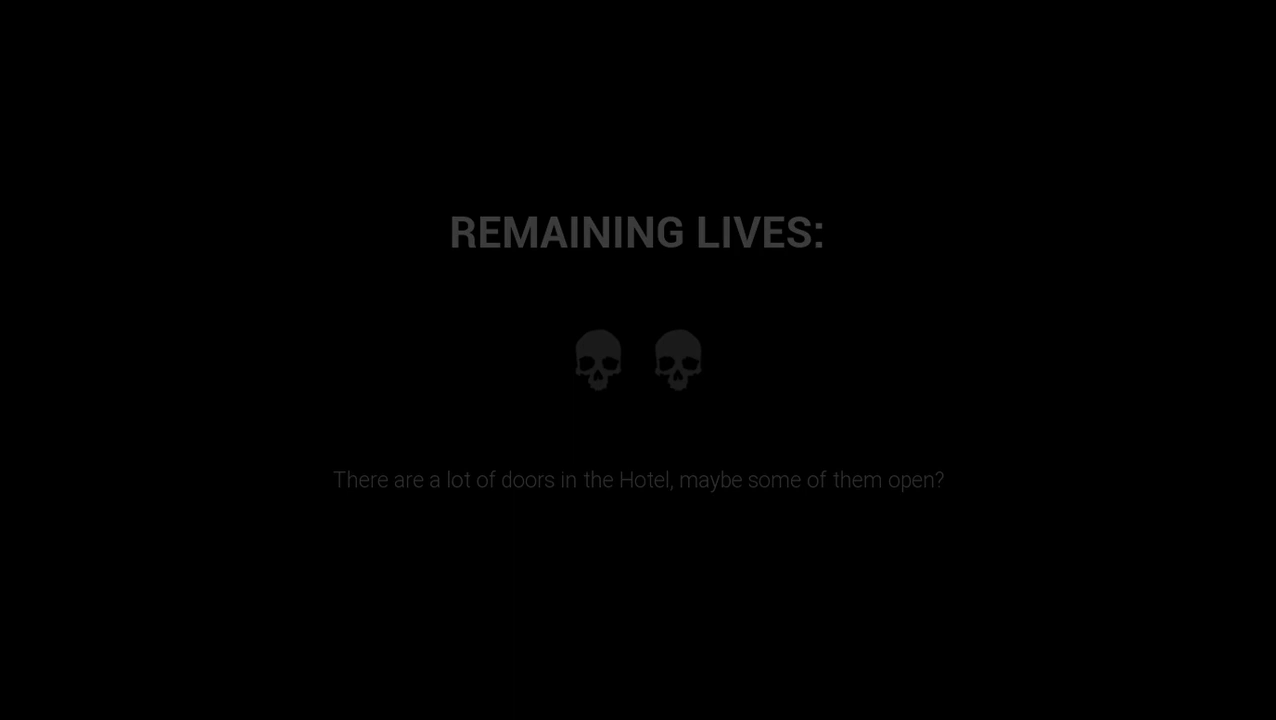 REMAINING LIVES:
There are a lot of doors in the Hotel, maybe some of them open?